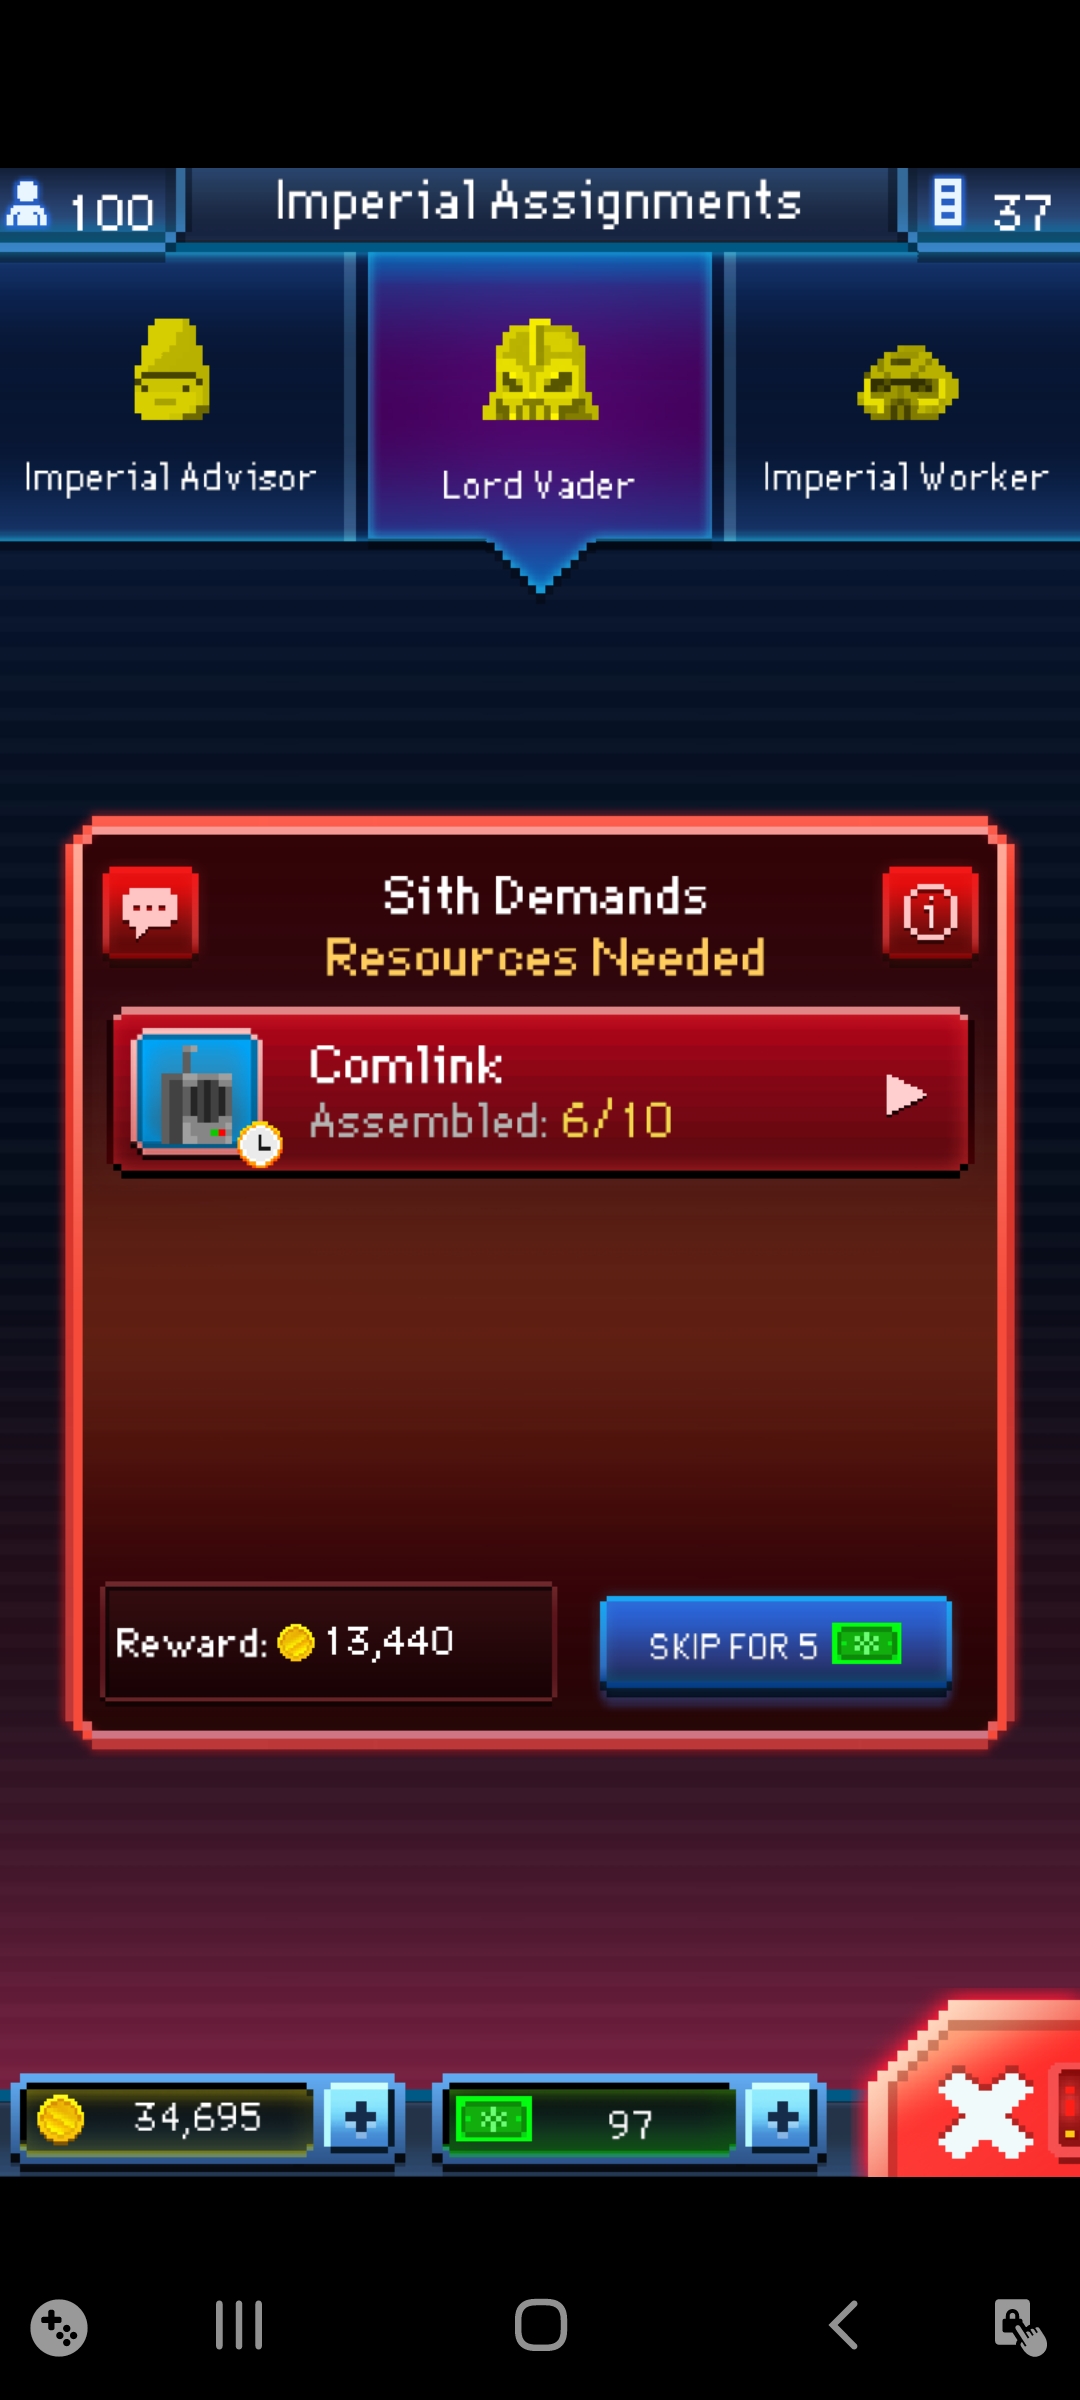 100
Imperial Assignments
37
Imperial Advisor
Lord Vader
Imperial Worker
Sith Demands
Resources Needed
Comlink
Assembled: 6/10
Reward: 13,440
SKIP FOR 5
34,695
97